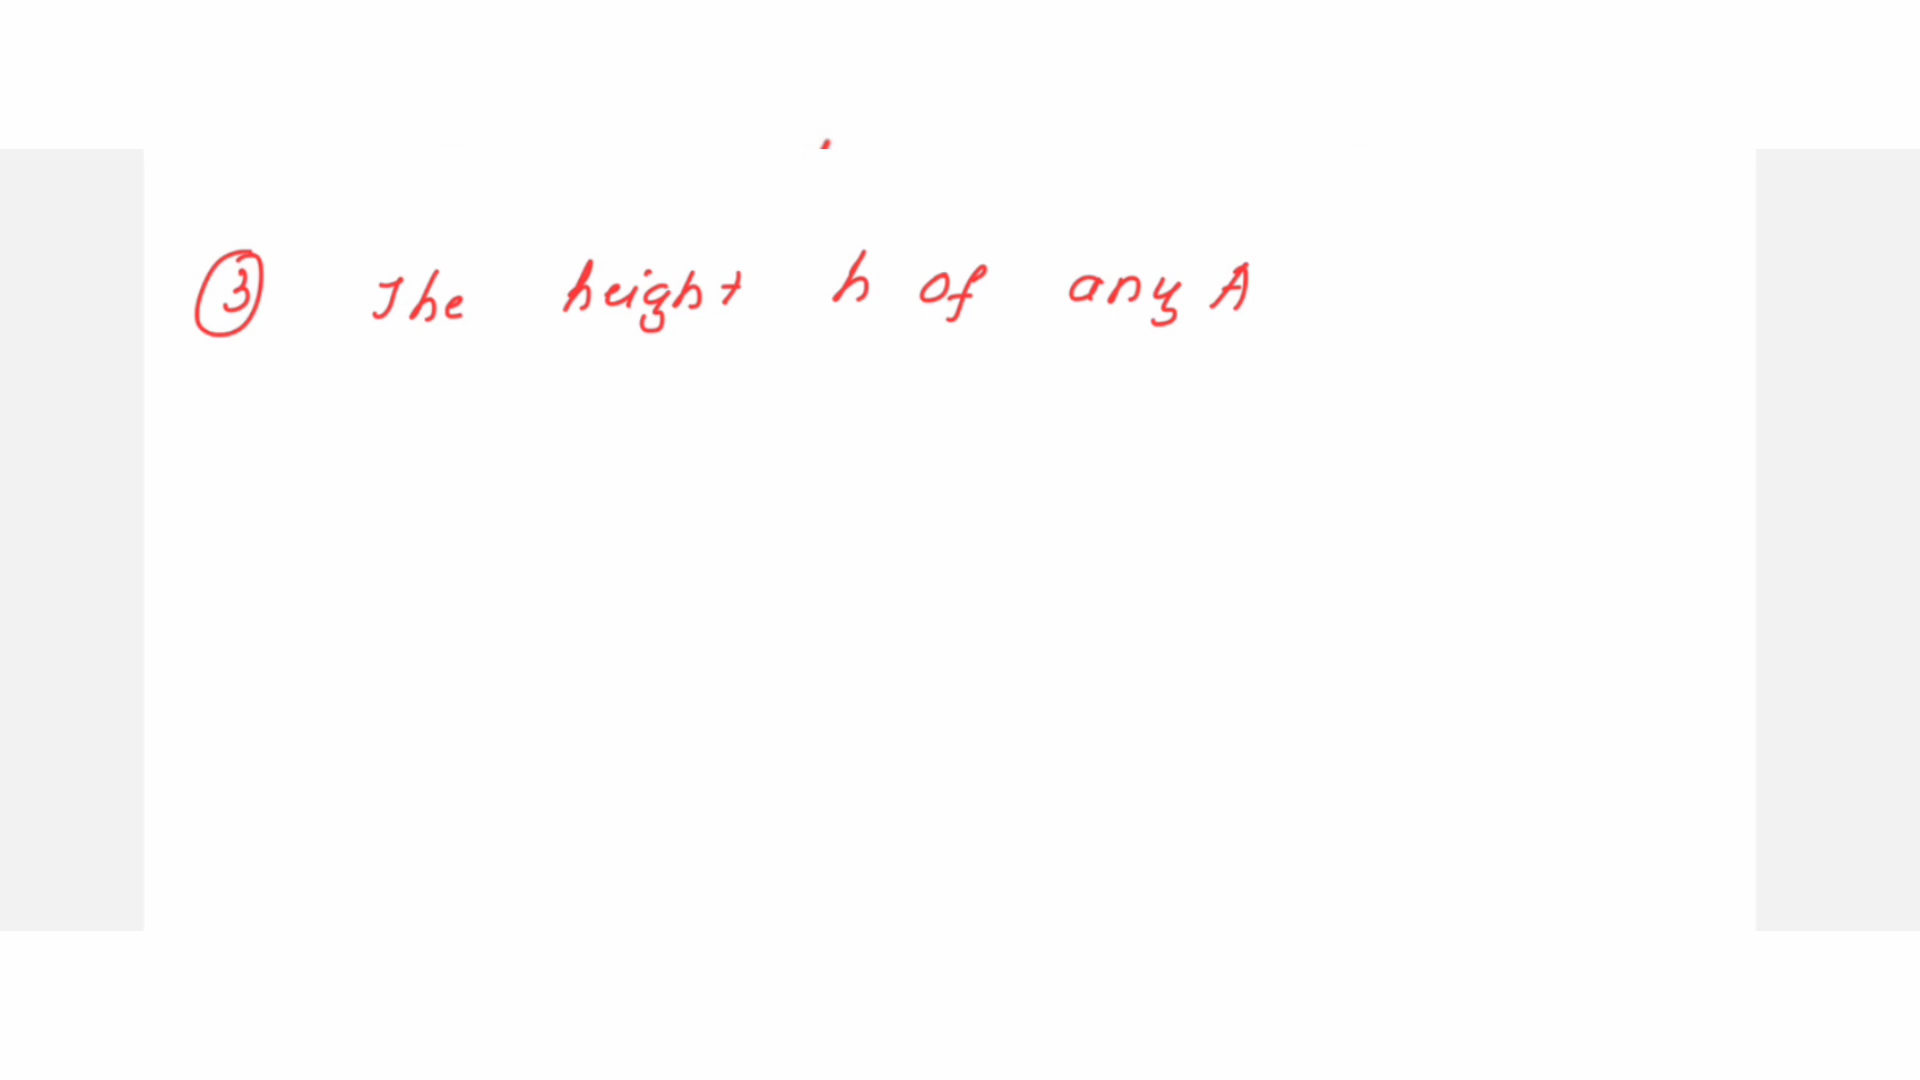 ③ The height h of any A